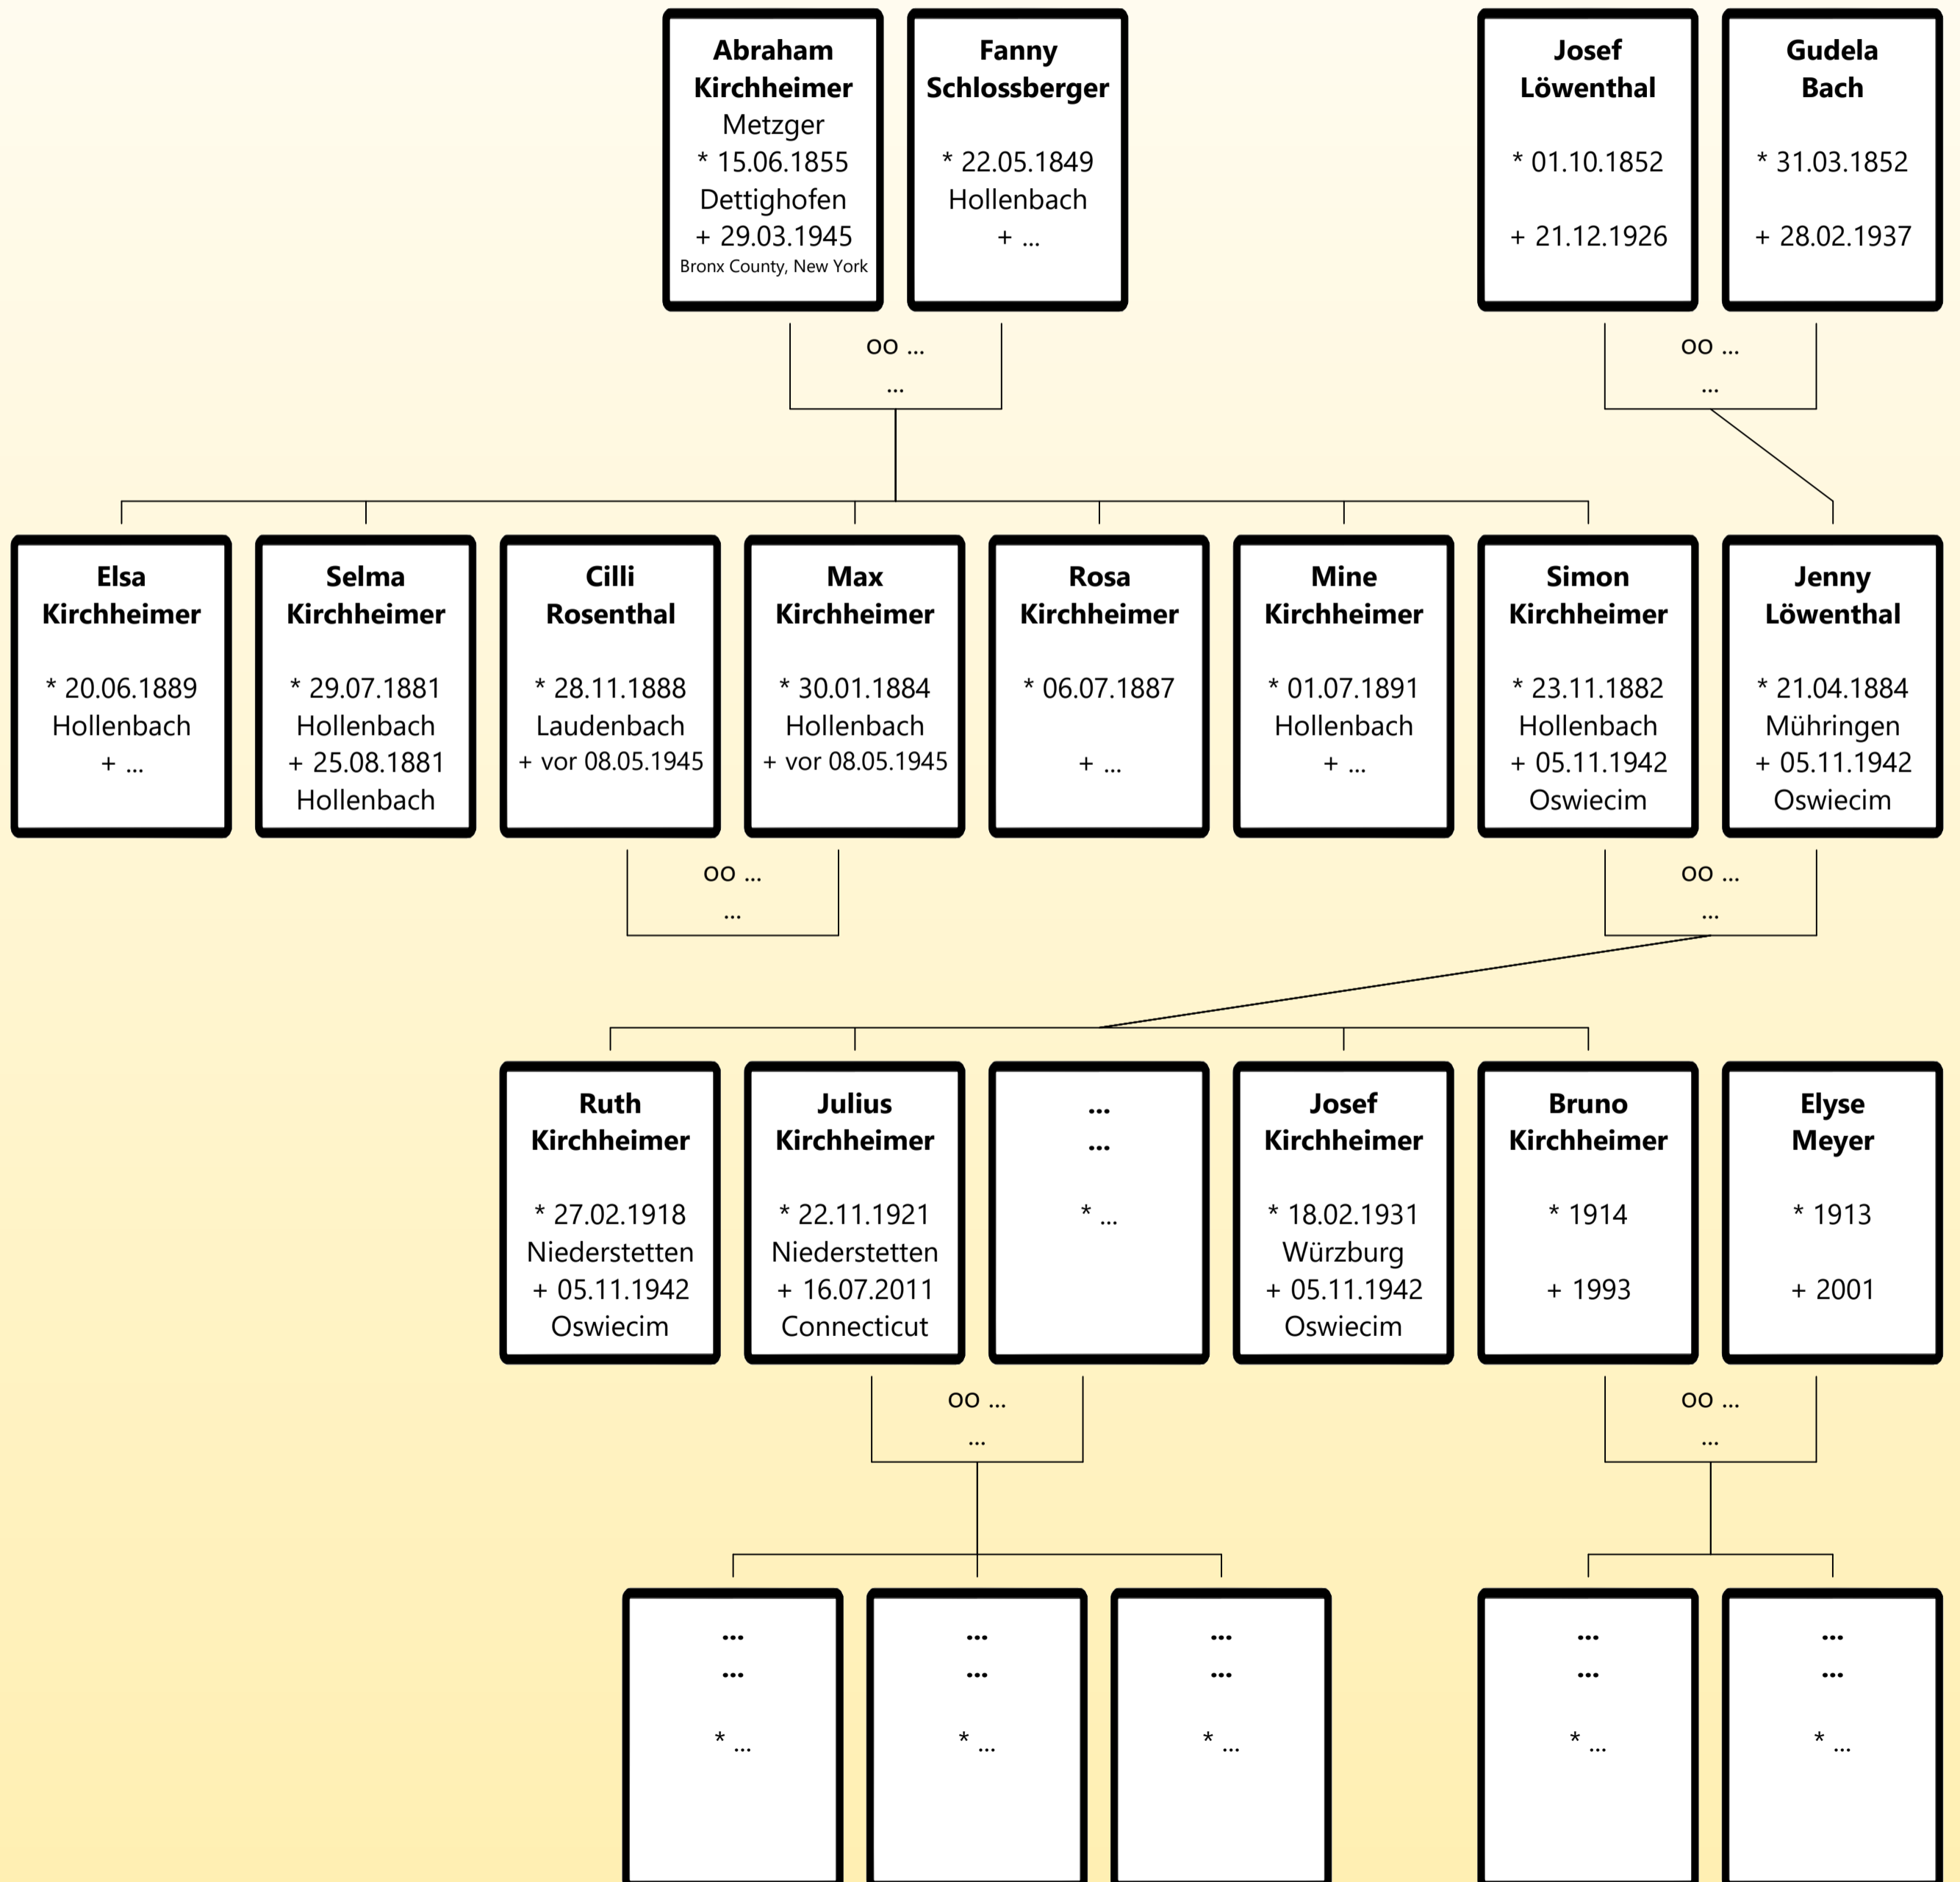 Abraham
Kirchheimer
Metzger
* 15.06.1855
Dettighofen
+ 29.03.1945
Bronx County, New York
Fanny
Schlossberger
* 22.05.1849
Hollenbach
+ ...
Josef
Löwenthal
* 01.10.1852
+ 21.12.1926
Gudela
Bach
* 31.03.1852
+ 28.02.1937
oo ...
...
oo ...
...
Elsa
Kirchheimer
* 20.06.1889
Hollenbach
+ ...
Selma
Kirchheimer
* 29.07.1881
Hollenbach
+ 25.08.1881
Hollenbach
Cilli
Rosenthal
* 28.11.1888
Laudenbach
+ vor 08.05.1945
Max
Kirchheimer
* 30.01.1884
Hollenbach
+ vor 08.05.1945
Rosa
Kirchheimer
* 06.07.1887
+ ...
Mine
Kirchheimer
* 01.07.1891
Hollenbach
+ ...
Simon
Kirchheimer
* 23.11.1882
Hollenbach
+ 05.11.1942
Oswiecim
Jenny
Löwenthal
* 21.04.1884
Mühringen
+ 05.11.1942
Oswiecim
oo ...
...
oo ...
...
Ruth
Kirchheimer
* 27.02.1918
Niederstetten
+ 05.11.1942
Oswiecim
Julius
Kirchheimer
* 22.11.1921
Niederstetten
+ 16.07.2011
Connecticut
...
...
* ...
Josef
Kirchheimer
* 18.02.1931
Würzburg
+ 05.11.1942
Oswiecim
Bruno
Kirchheimer
* 1914
+ 1993
Elyse
Meyer
* 1913
+ 2001
oo ...
...
oo ...
...
...
...
* ...
...
...
* ...
...
...
* ...
...
...
* ...
...
...
* ...